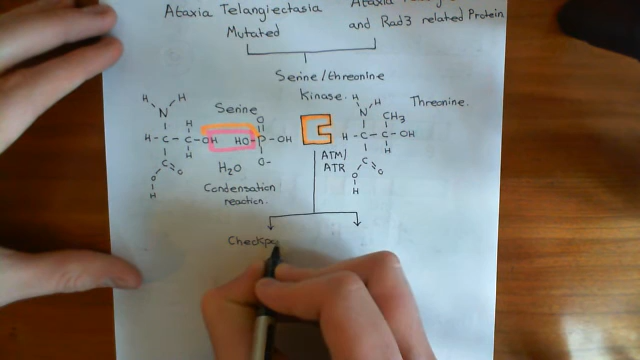 Ataxia Telangiectasia
Mutated
and Rad3 related Protein
Serine/threonine
Kinase.
Serine
Threonine.
H H
N
H
H-C-C-OH
H
C=O
O
H
O
HO-P-OH
O-
H₂O
Condensation
reaction.
ATM/
ATR
H H
N
CH₃
H-C-C-OH
H
C=O
O
H
Checkpo